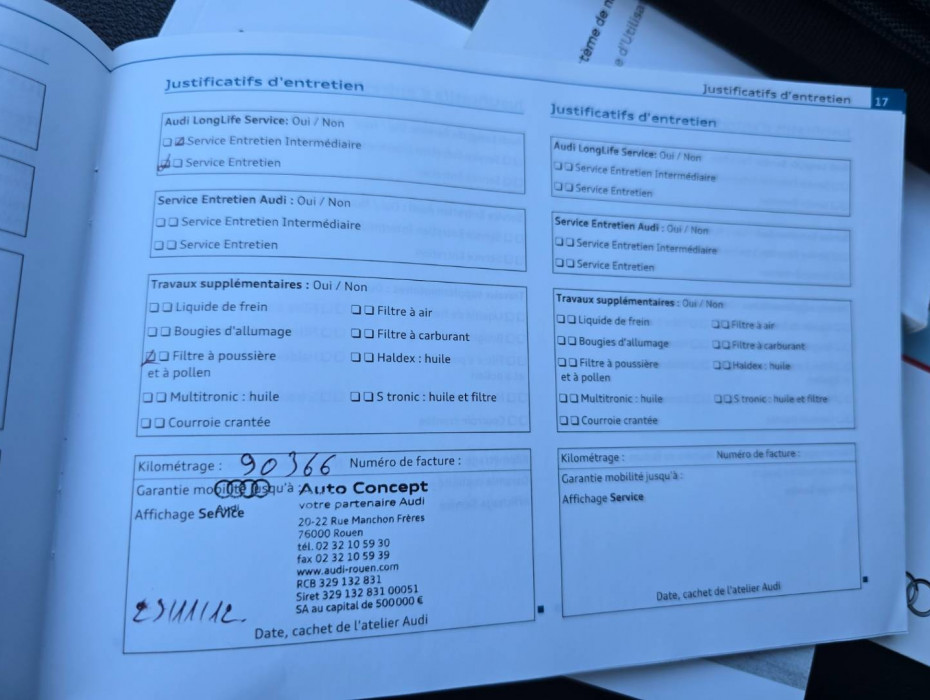 tème de n
e d'Utilisa
Justificatifs d'entretien
Audi LongLife Service: Oui / Non
Service Entretien Intermédiaire
Service Entretien
Service Entretien Audi : Oui / Non
Service Entretien Intermédiaire
Service Entretien
Travaux supplémentaires : Oui / Non
Liquide de frein
Filtre à air
Bougies d'allumage
Filtre à carburant
Filtre à poussière
et à pollen
Haldex : huile
Multitronic : huile
S tronic : huile et filtre
Courroie crantée
Kilométrage : 90366 Numéro de facture :
Garantie mobilité jusqu'à :
Affichage Service
Audi
Auto Concept
votre partenaire Audi
20-22 Rue Manchon Frères
76000 Rouen
tél. 02 32 10 59 30
fax 02 32 10 59 39
www.audi-rouen.com
RCB 329 132 831
Siret 329 132 831 00051
SA au capital de 500000 €
23/11/12.
Date, cachet de l'atelier Audi
Justificatifs d'entretien 17
Justificatifs d'entretien
Audi LongLife Service: Oui / Non
Service Entretien Intermédiaire
Service Entretien
Service Entretien Audi : Oui / Non
Service Entretien Intermédiaire
Service Entretien
Travaux supplémentaires : Oui / Non
Liquide de frein
Filtre à air
Bougies d'allumage
Filtre à carburant
Filtre à poussière
et à pollen
Haldex : huile
Multitronic : huile
S tronic : huile et filtre
Courroie crantée
Kilométrage : Numéro de facture :
Garantie mobilité jusqu'à :
Affichage Service
Date, cachet de l'atelier Audi